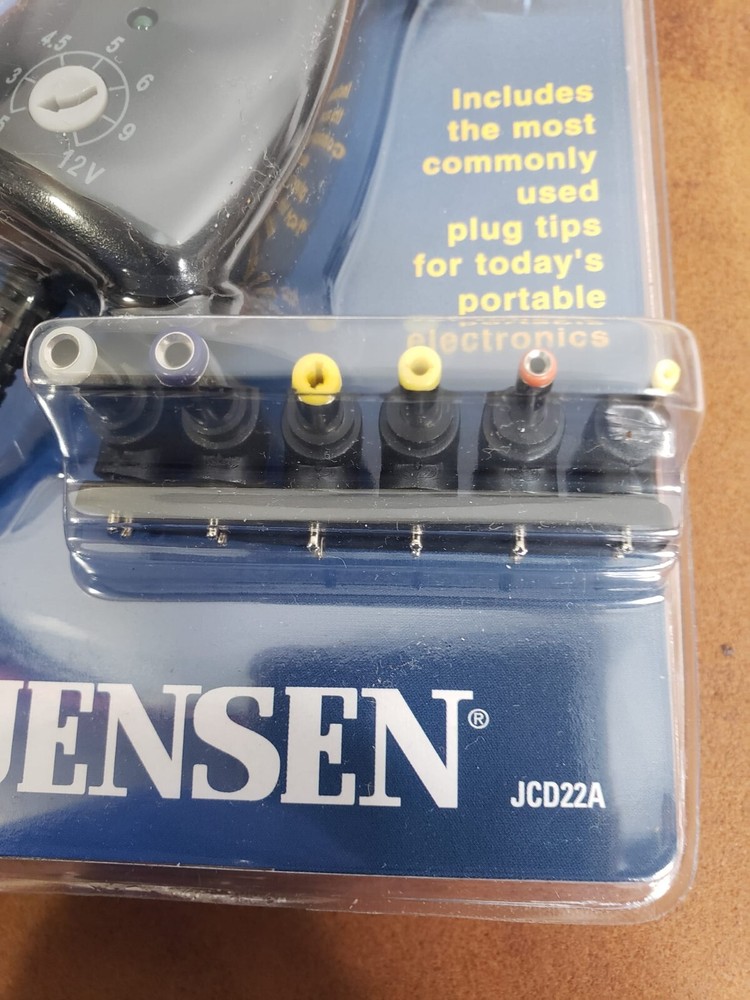 4.5
5
3
6
9
12V
Includes
the most
commonly
used
plug tips
for today's
portable
electronics
JENSEN®
JCD22A